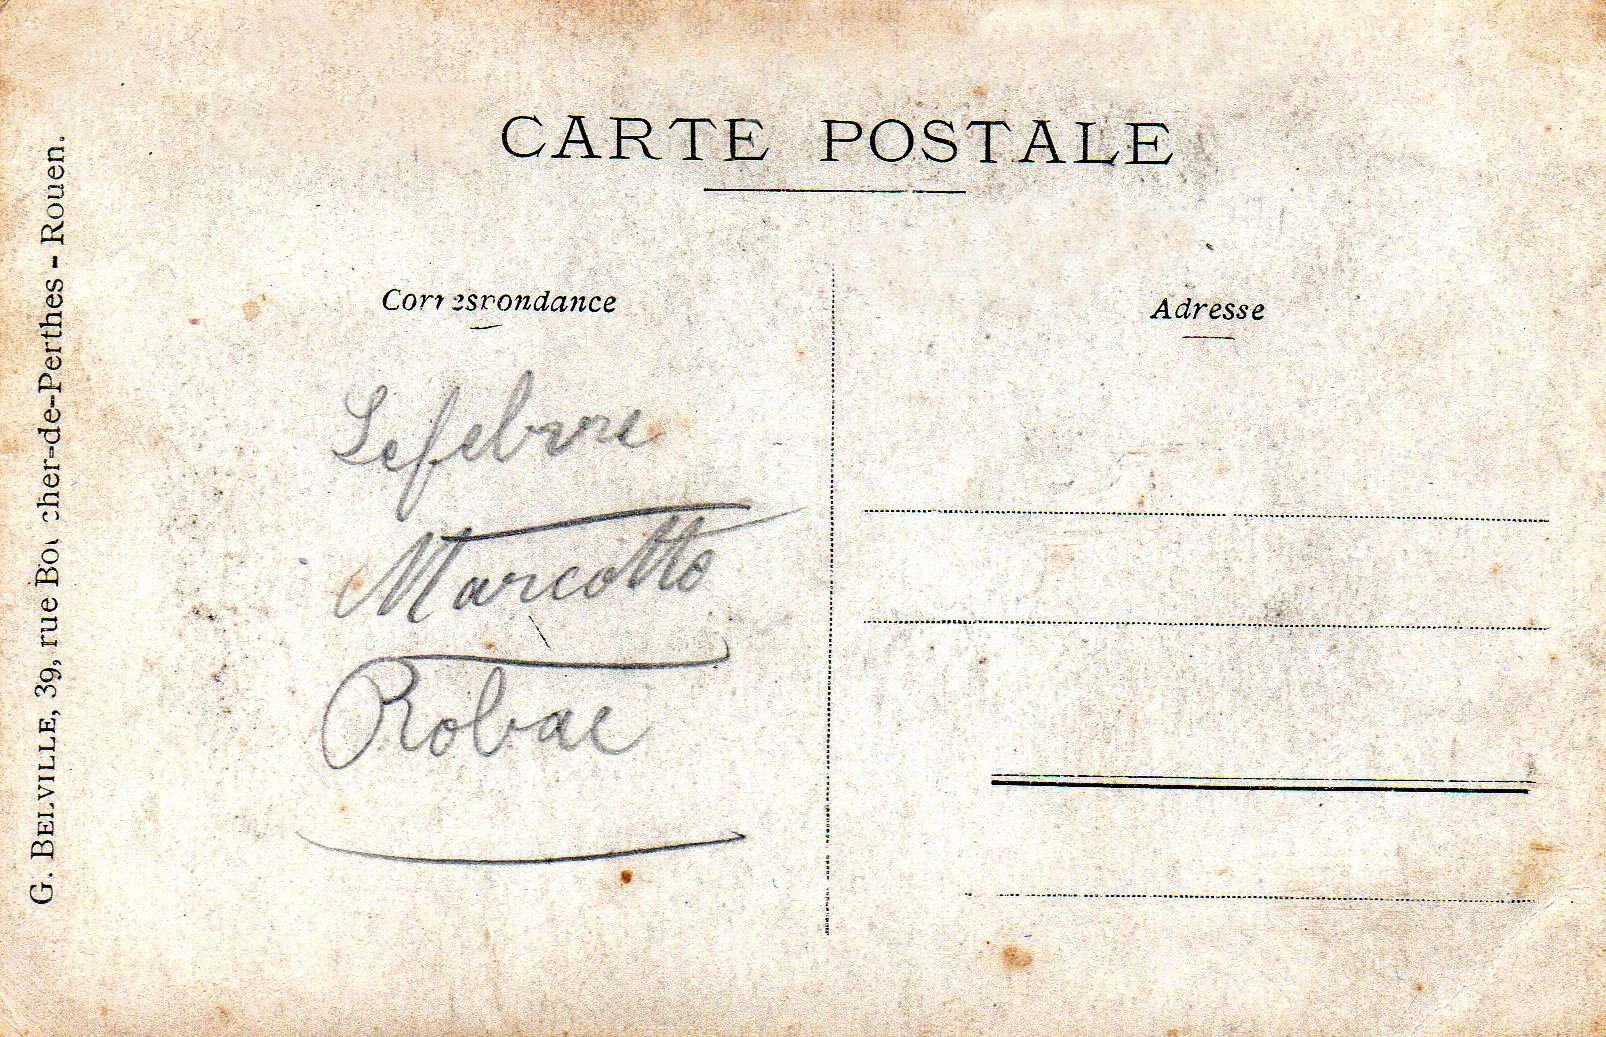 CARTE POSTALE
G. BELVILLE, 39, rue Boucher-de-Perthes - Rouen.
Correspondance
Adresse
Lefebvre
Marcotte
Robac